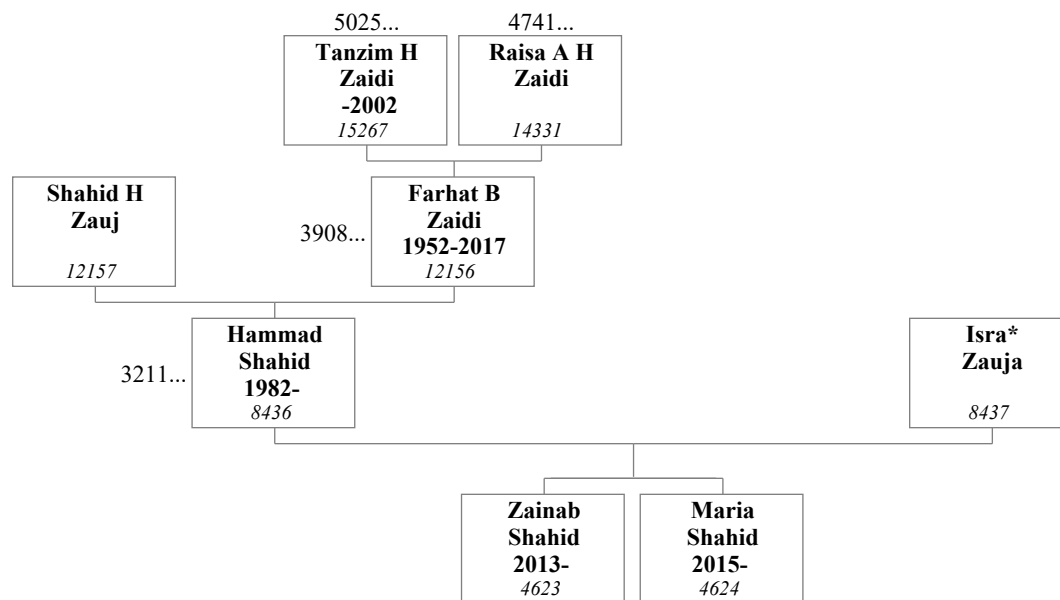 5025...
4741...
Tanzim H
Zaidi
-2002
15267
Raisa A H
Zaidi
14331
Shahid H
Zauj
12157
3908...
Farhat B
Zaidi
1952-2017
12156
3211...
Hammad
Shahid
1982-
8436
Isra*
Zauja
8437
Zainab
Shahid
2013-
4623
Maria
Shahid
2015-
4624